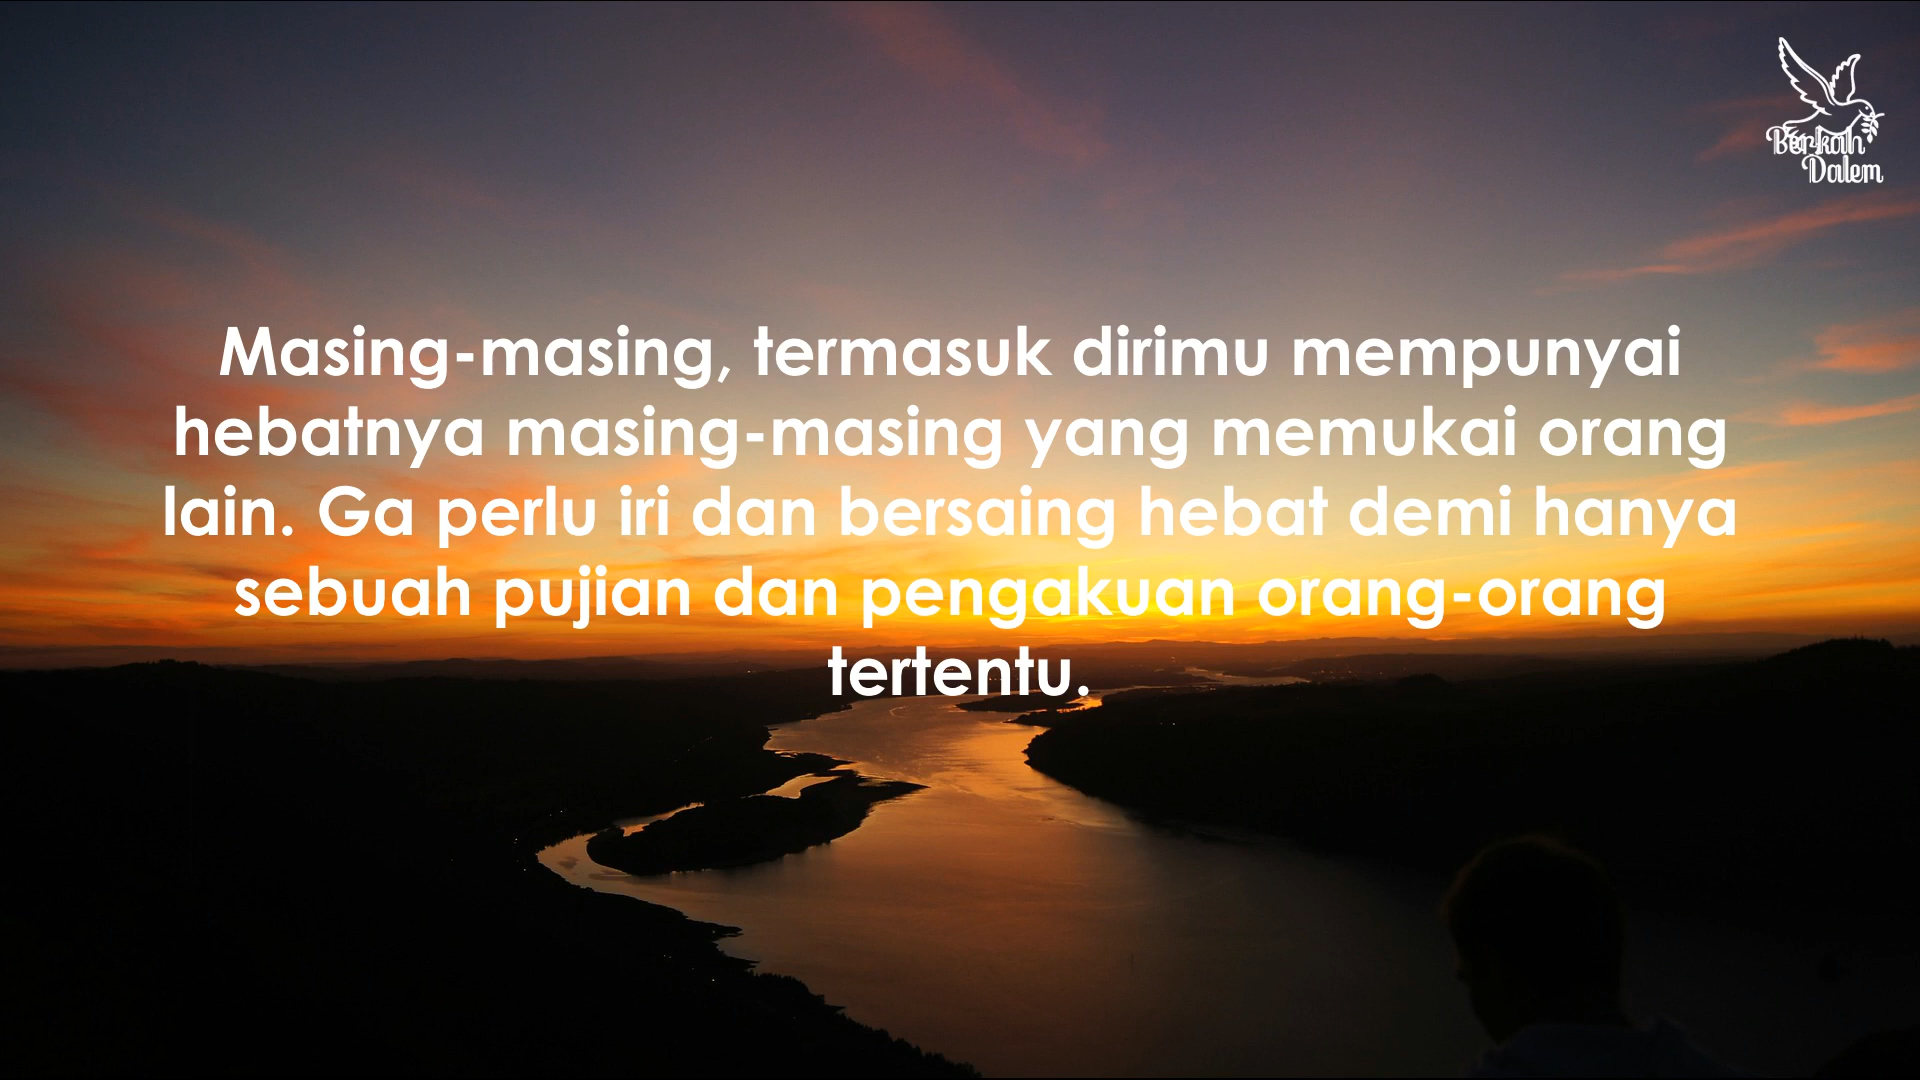 Berkah
Dalem
Masing-masing, termasuk dirimu mempunyai
hebatnya masing-masing yang memukai orang
lain. Ga perlu iri dan bersaing hebat demi hanya
sebuah pujian dan pengakuan orang-orang
tertentu.